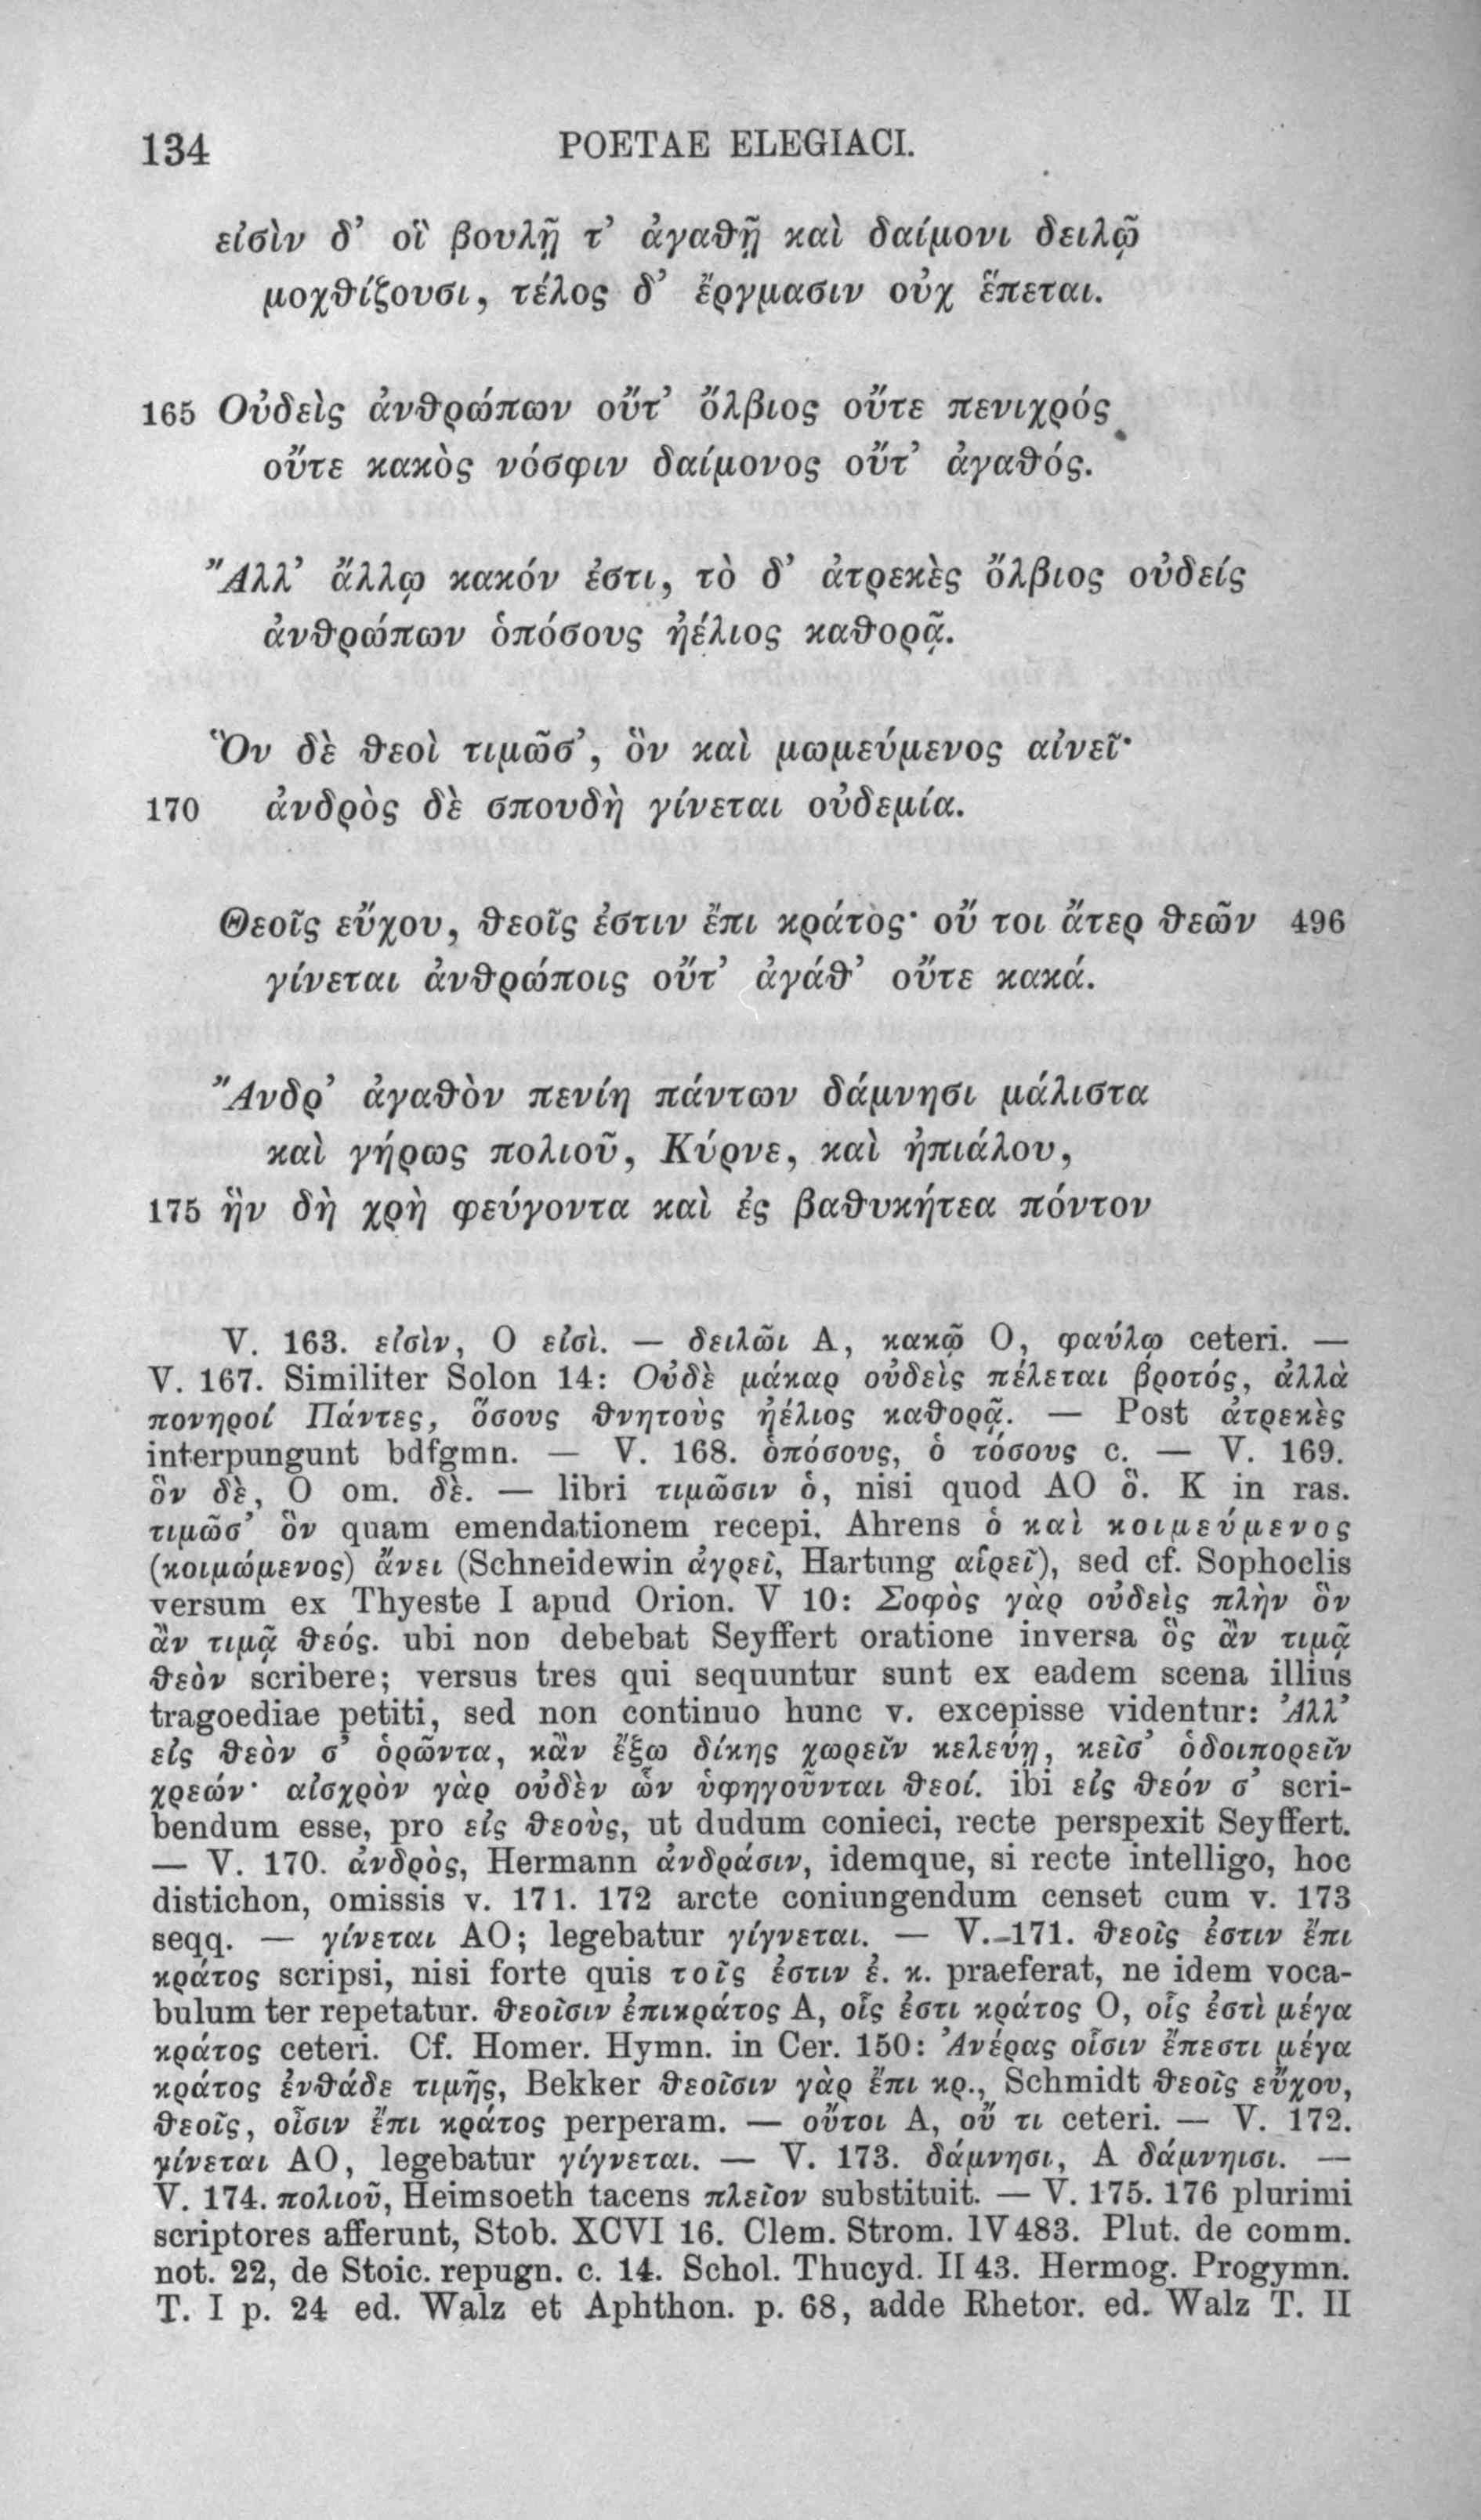 134 POETAE ELEGIACI.
εἰσὶν δ’ οἳ βουλῇ τ’ ἀγαθῇ καὶ δαίμονι δειλῷ
μοχθίζουσι, τέλος δ’ ἔργμασιν οὐχ ἕπεται.
165 Οὐδεὶς ἀνθρώπων οὔτ’ ὄλβιος οὔτε πενιχρός
οὔτε κακὸς νόσφιν δαίμονος οὔτ’ ἀγαθός.
Ἄλλ’ ἄλλῳ κακόν ἐστι, τὸ δ’ ἀτρεκὲς ὄλβιος οὐδείς
ἀνθρώπων ὁπόσους ἠέλιος καθορᾷ.
Ὃν δὲ θεοὶ τιμῶσ’, ὃν καὶ μωμεύμενος αἰνεῖ·
170 ἀνδρὸς δὲ σπουδὴ γίνεται οὐδεμία.
Θεοῖς εὔχου, θεοῖς ἐστιν ἔπι κράτος· οὔ τοι ἄτερ θεῶν 496
γίνεται ἀνθρώποις οὔτ’ ἀγάθ’ οὔτε κακά.
Ἄνδρ’ ἀγαθὸν πενίη πάντων δάμνησι μάλιστα
καὶ γήρως πολιοῦ, Κύρνε, καὶ ἠπιάλου,
175 ἣν δὴ χρὴ φεύγοντα καὶ ἐς βαθυκήτεα πόντον
V. 163. εἰσὶν, O εἰσὶ. — δειλῶι A, κακῷ O, φαύλῳ ceteri. —
V. 167. Similiter Solon 14: Οὐδὲ μάκαρ οὐδεὶς πέλεται βροτός, ἀλλὰ
πονηροί Πάντες, ὅσους θνητοὺς ἠέλιος καθορᾷ. — Post ἀτρεκὲς
interpungunt bdfgmn. — V. 168. ὁπόσους, ὁ τόσους c. — V. 169.
ὃν δὲ, O om. δὲ. — libri τιμῶσιν ὁ, nisi quod AO ὃ. K in ras.
τιμῶσ’ ὃν quam emendationem recepi. Ahrens ὁ καὶ κοιμεύμενος
(κοιμώμενος) ἄνει (Schneidewin ἀγρεῖ, Hartung αἱρεῖ), sed cf. Sophoclis
versum ex Thyeste I apud Orion. V 10: Σοφὸς γὰρ οὐδεὶς πλὴν ὃν
ἂν τιμᾷ θεός. ubi non debebat Seyffert oratione inversa ὃς ἂν τιμᾷ
θεὸν scribere; versus tres qui sequuntur sunt ex eadem scena illius
tragoediae petiti, sed non continuo hunc v. excepisse videntur: Ἀλλ’
εἰς θεὸν σ’ ὁρῶντα, κἂν ἔξω δίκης χωρεῖν κελεύῃ, κεῖσ’ ὁδοιπορεῖν
χρεών· αἰσχρὸν γὰρ οὐδὲν ὧν ὑφηγοῦνται θεοί. ibi εἰς θεόν σ’ scri-
bendum esse, pro εἰς θεοὺς, ut dudum conieci, recte perspexit Seyffert.
— V. 170. ἀνδρὸς, Hermann ἀνδράσιν, idemque, si recte intelligo, hoc
distichon, omissis v. 171. 172 arcte coniungendum censet cum v. 173
seqq. — γίνεται AO; legebatur γίγνεται. — V. 171. θεοῖς ἐστιν ἔπι
κράτος scripsi, nisi forte quis τοῖς ἐστιν ἐ. κ. praeferat, ne idem voca-
bulum ter repetatur. θεοῖσιν ἐπικράτος A, οἷς ἐστι κράτος O, οἷς ἐστὶ μέγα
κράτος ceteri. Cf. Homer. Hymn. in Cer. 150: Ἀνέρας οἷσιν ἔπεστι μέγα
κράτος ἐνθάδε τιμῆς, Bekker θεοῖσιν γὰρ ἔπι κρ., Schmidt θεοῖς εὔχου,
θεοῖς, οἷσιν ἔπι κράτος perperam. — οὔτοι A, οὔ τι ceteri. — V. 172.
γίνεται AO, legebatur γίγνεται. — V. 173. δάμνησι, A δάμνηισι. —
V. 174. πολιοῦ, Heimsoeth tacens πλεῖον substituit. — V. 175. 176 plurimi
scriptores afferunt, Stob. XCVI 16. Clem. Strom. IV 483. Plut. de comm.
not. 22, de Stoic. repugn. c. 14. Schol. Thucyd. II 43. Hermog. Progymn.
T. I p. 24 ed. Walz et Aphthon. p. 68, adde Rhetor. ed. Walz T. II